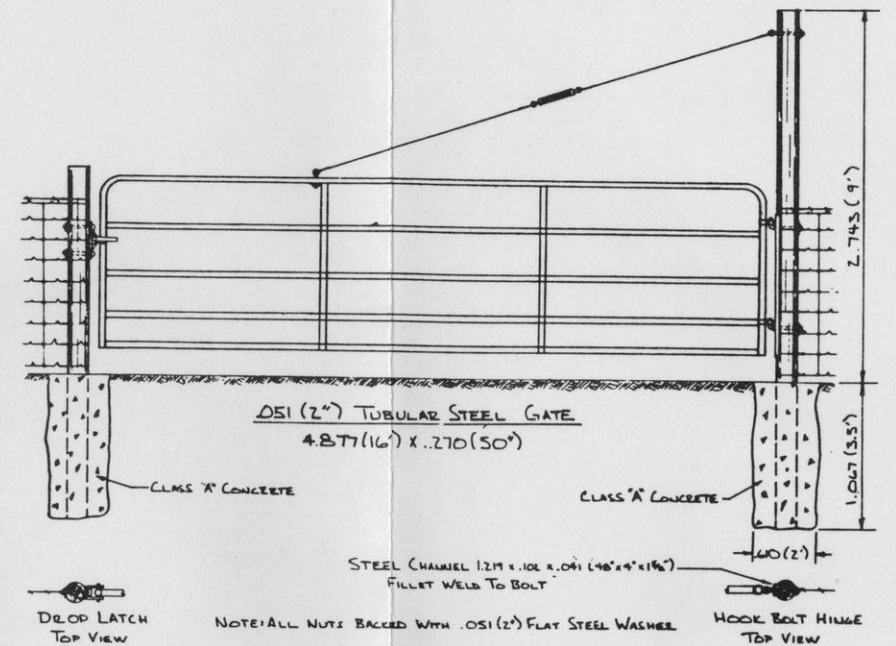 2.743 (9')
.051 (2") TUBULAR STEEL GATE
4.877 (16') X .270 (50")
CLASS "A" CONCRETE
CLASS "A" CONCRETE
1.067 (3.5')
.610 (2')
STEEL CHANNEL 1.219 x .102 x .041 (48"x4"x1⅝")
FILLET WELD TO BOLT
DROP LATCH
TOP VIEW
NOTE: ALL NUTS BACKED WITH .051 (2") FLAT STEEL WASHER
HOOK BOLT HINGE
TOP VIEW